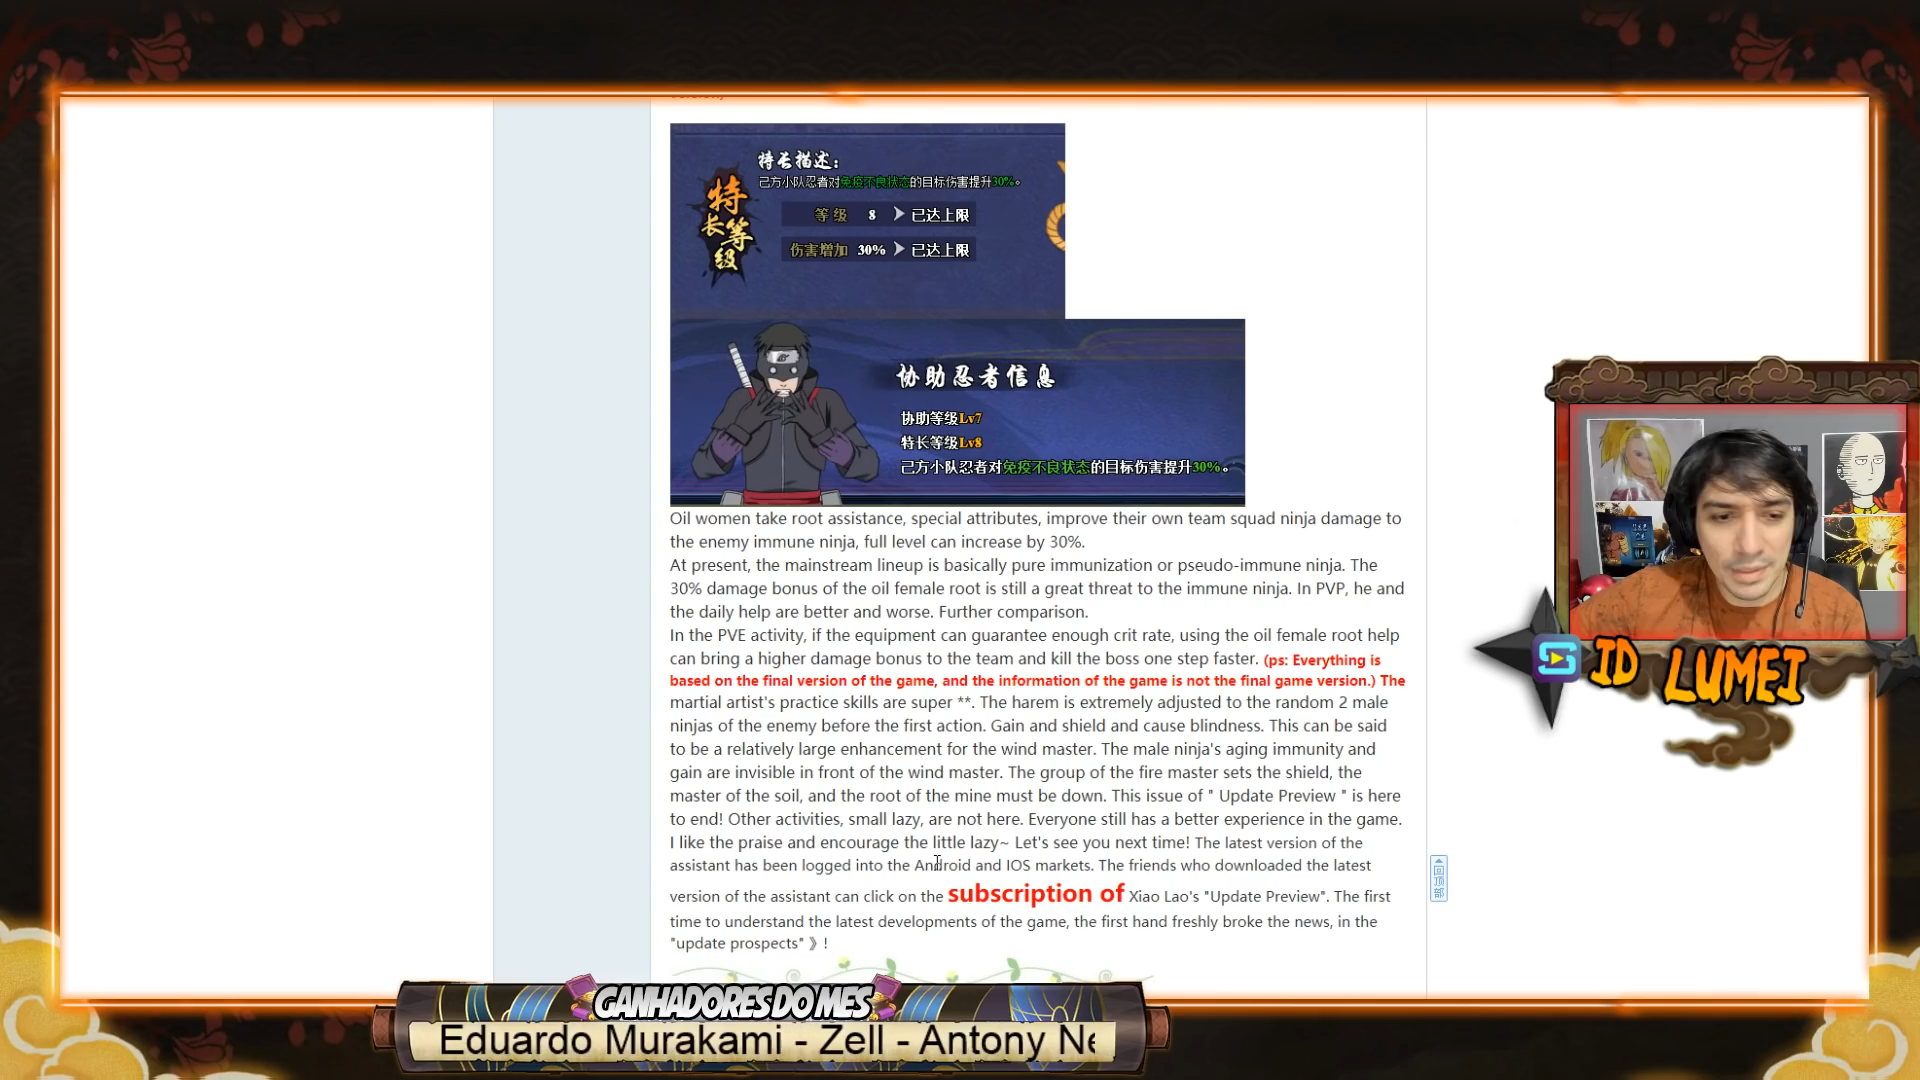 特长描述：
己方小队忍者对免疫不良状态的目标伤害提升30%。
特长等级
等级 8 已达上限
伤害增加 30% 已达上限
协助忍者信息
协助等级Lv7
特长等级Lv8
己方小队忍者对免疫不良状态的目标伤害提升30%。
Oil women take root assistance, special attributes, improve their own team squad ninja damage to
the enemy immune ninja, full level can increase by 30%.
At present, the mainstream lineup is basically pure immunization or pseudo-immune ninja. The
30% damage bonus of the oil female root is still a great threat to the immune ninja. In PVP, he and
the daily help are better and worse. Further comparison.
In the PVE activity, if the equipment can guarantee enough crit rate, using the oil female root help
can bring a higher damage bonus to the team and kill the boss one step faster. (ps: Everything is
based on the final version of the game, and the information of the game is not the final game version.) The
martial artist's practice skills are super **. The harem is extremely adjusted to the random 2 male
ninjas of the enemy before the first action. Gain and shield and cause blindness. This can be said
to be a relatively large enhancement for the wind master. The male ninja's aging immunity and
gain are invisible in front of the wind master. The group of the fire master sets the shield, the
master of the soil, and the root of the mine must be down. This issue of " Update Preview " is here
to end! Other activities, small lazy, are not here. Everyone still has a better experience in the game.
I like the praise and encourage the little lazy~ Let's see you next time! The latest version of the
assistant has been logged into the Android and IOS markets. The friends who downloaded the latest
version of the assistant can click on the subscription of Xiao Lao's "Update Preview". The first
time to understand the latest developments of the game, the first hand freshly broke the news, in the
"update prospects" 》 !
回顶部
ID LUMEI
GANHADORES DO MES
Eduardo Murakami - Zell - Antony Ne